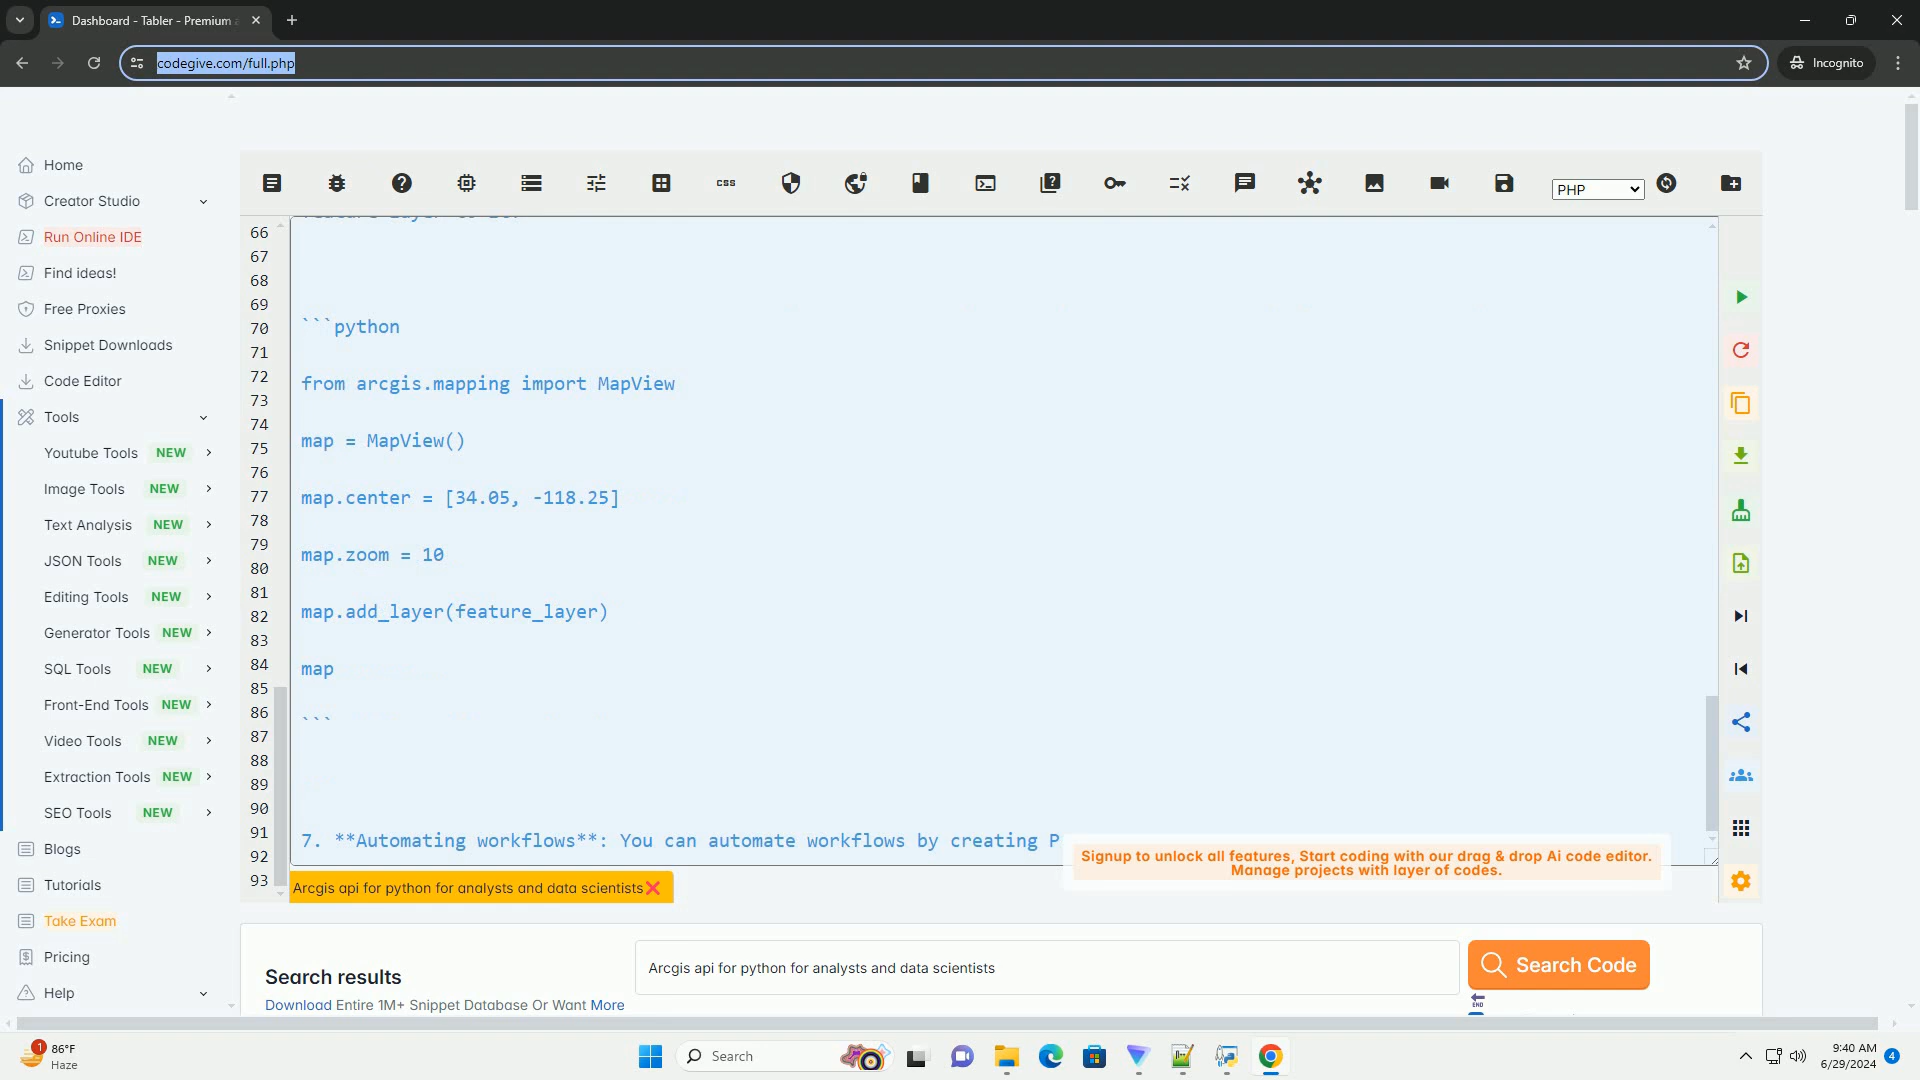 Dashboard - Tabler - Premium
codegive.com/full.php
Incognito
Home
Creator Studio
Run Online IDE
Find ideas!
Free Proxies
Snippet Downloads
Code Editor
Tools
Youtube Tools NEW
Image Tools NEW
Text Analysis NEW
JSON Tools NEW
Editing Tools NEW
Generator Tools NEW
SQL Tools NEW
Front-End Tools NEW
Video Tools NEW
Extraction Tools NEW
SEO Tools NEW
Blogs
Tutorials
Take Exam
Pricing
Help
css
PHP
66
67
68
69
70
71
72
73
74
75
76
77
78
79
80
81
82
83
84
85
86
87
88
89
90
91
92
93
```python
from arcgis.mapping import MapView
map = MapView()
map.center = [34.05, -118.25]
map.zoom = 10
map.add_layer(feature_layer)
map
```
7. **Automating workflows**: You can automate workflows by creating P
Signup to unlock all features, Start coding with our drag & drop Ai code editor.
Manage projects with layer of codes.
Arcgis api for python for analysts and data scientists
Search results
Download Entire 1M+ Snippet Database Or Want More
Arcgis api for python for analysts and data scientists
Search Code
END
1
86°F
Haze
Search
9:40 AM
6/29/2024
4